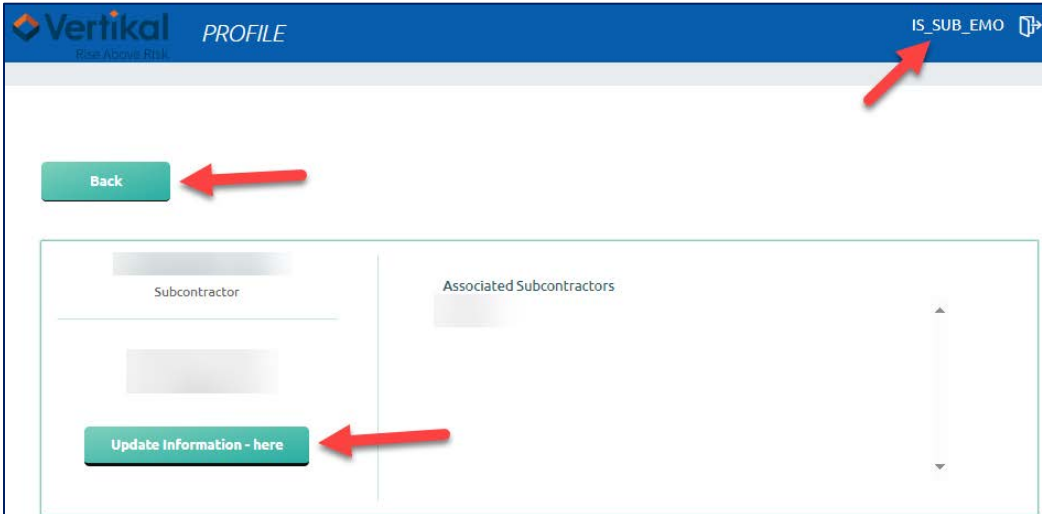 Vertikal
Rise Above Risk
PROFILE
IS_SUB_EMO
Back
Subcontractor
Associated Subcontractors
Update Information - here